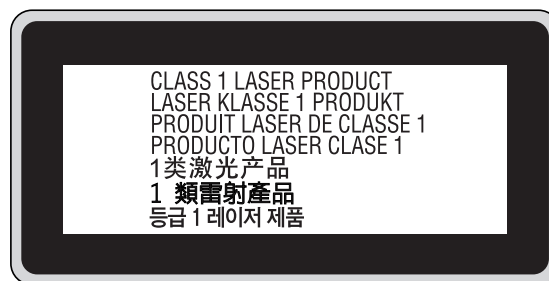 CLASS 1 LASER PRODUCT
LASER KLASSE 1 PRODUKT
PRODUIT LASER DE CLASSE 1
PRODUCTO LASER CLASE 1
1类激光产品
1 類雷射產品
등급 1 레이저 제품